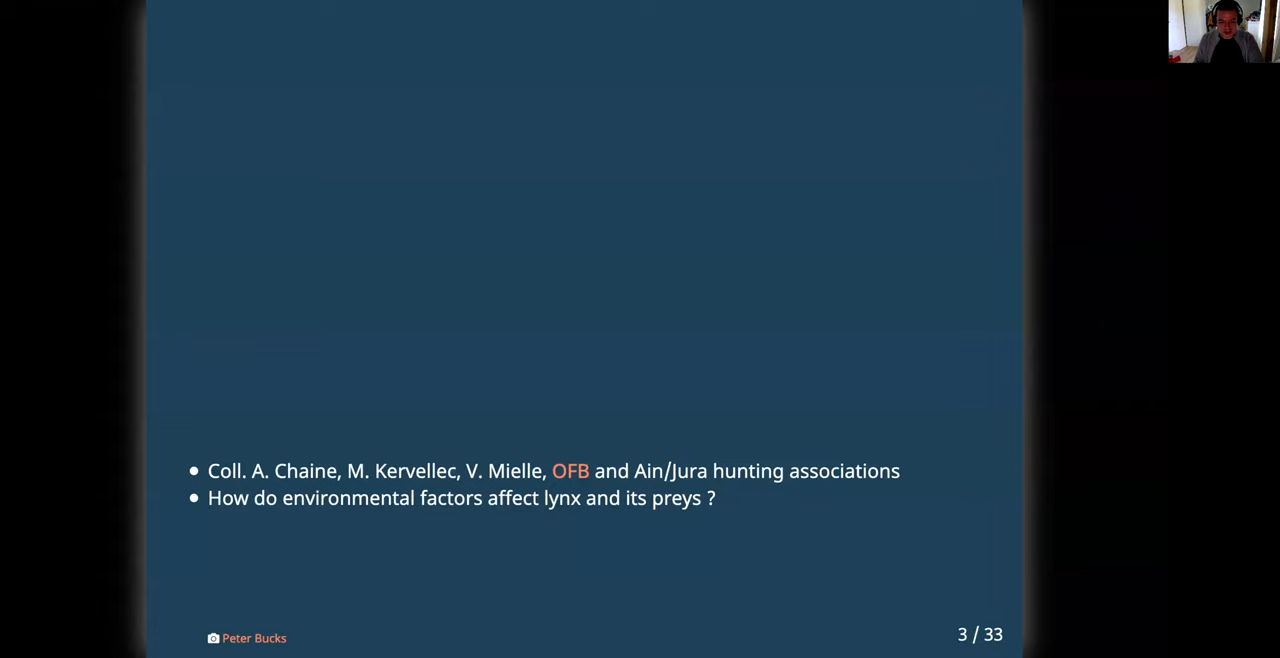 Coll. A. Chaine, M. Kervellec, V. Mielle, OFB and Ain/Jura hunting associations
How do environmental factors affect lynx and its preys ?
Peter Bucks
3 / 33